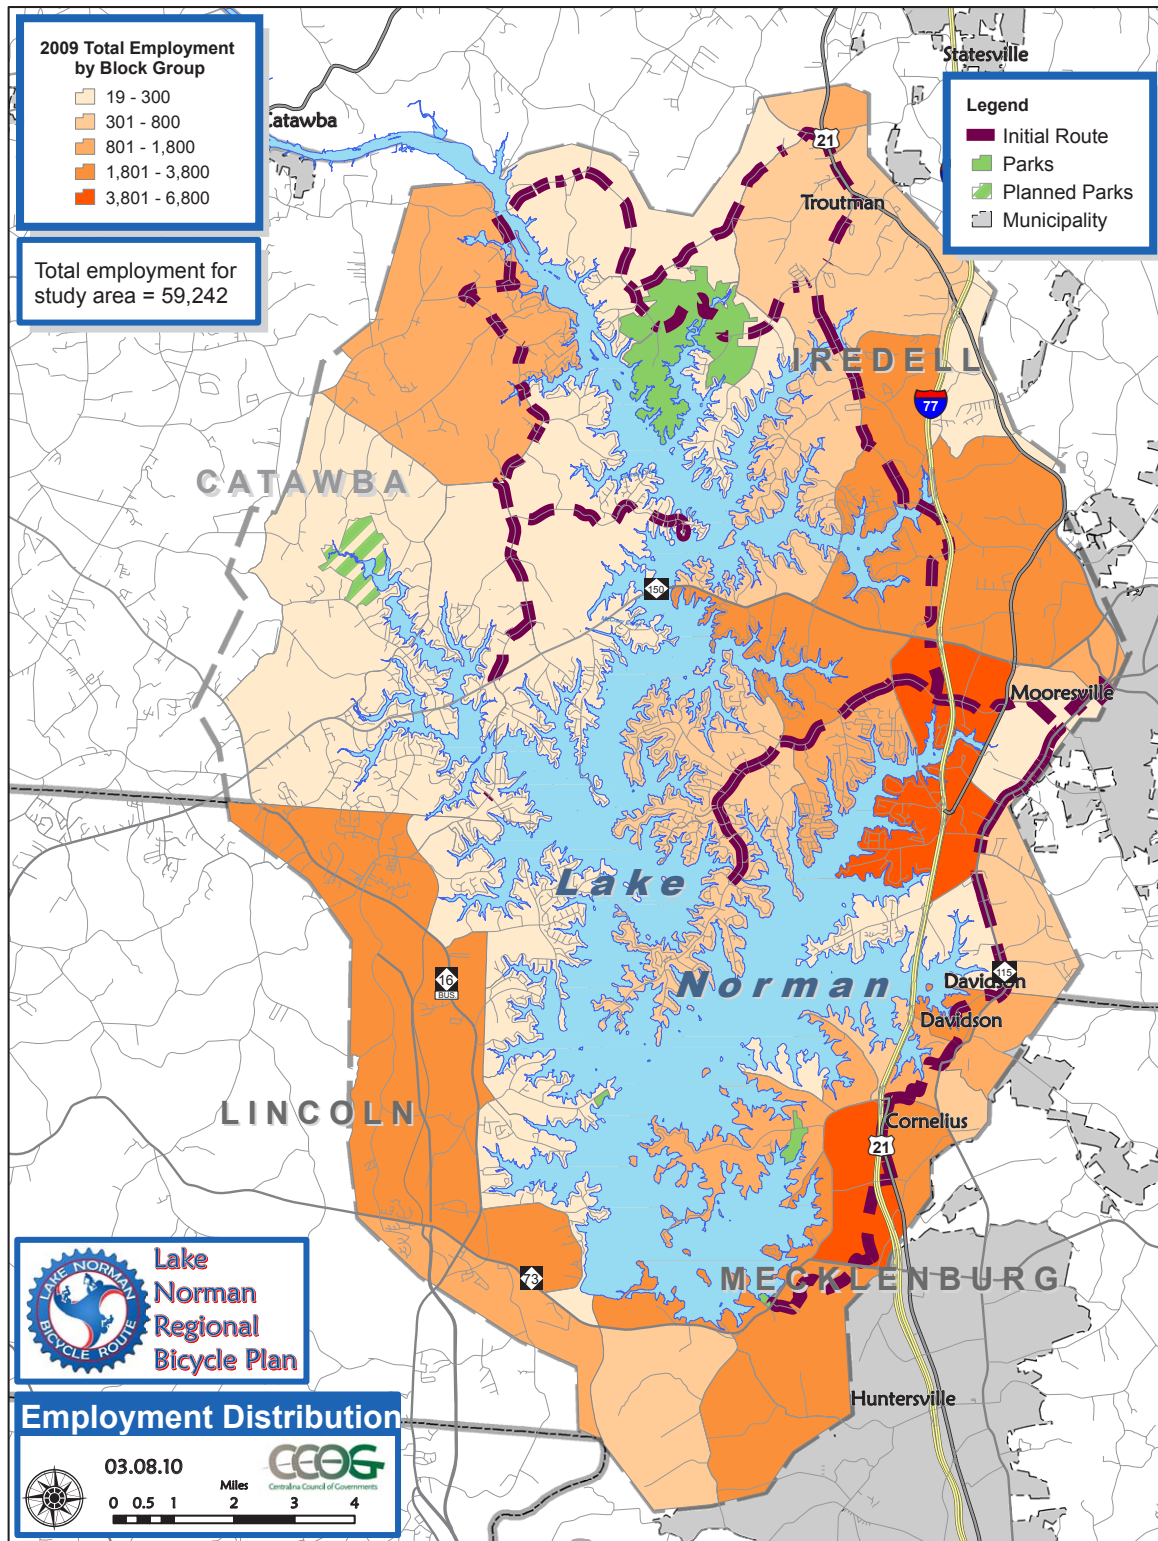 2009 Total Employment
by Block Group
19 - 300
301 - 800
801 - 1,800
1,801 - 3,800
3,801 - 6,800
Total employment for
study area = 59,242
Catawba
Statesville
Legend
Initial Route
Parks
Planned Parks
Municipality
21
Troutman
IREDELL
77
CATAWBA
150
Mooresville
Lake
Norman
16
BUS
115
Davidson
Davidson
LINCOLN
Cornelius
21
73
MECKLENBURG
Huntersville
LAKE NORMAN
BICYCLE ROUTE
Lake
Norman
Regional
Bicycle Plan
Employment Distribution
03.08.10
CCOG
Centralina Council of Governments
Miles
0 0.5 1 2 3 4